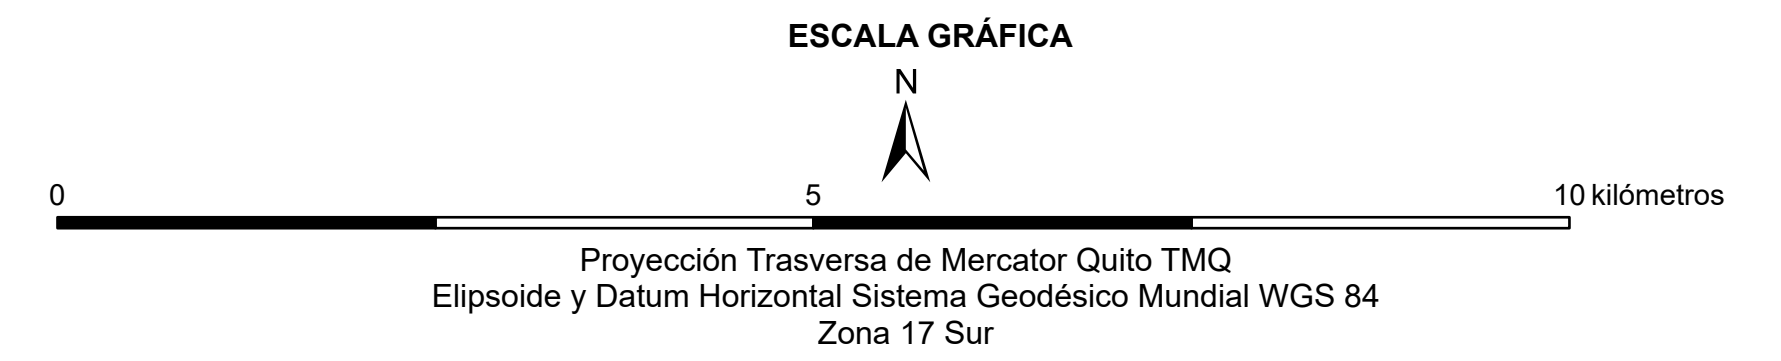 ESCALA GRÁFICA
N
0 5 10 kilómetros
Proyección Trasversa de Mercator Quito TMQ
Elipsoide y Datum Horizontal Sistema Geodésico Mundial WGS 84
Zona 17 Sur